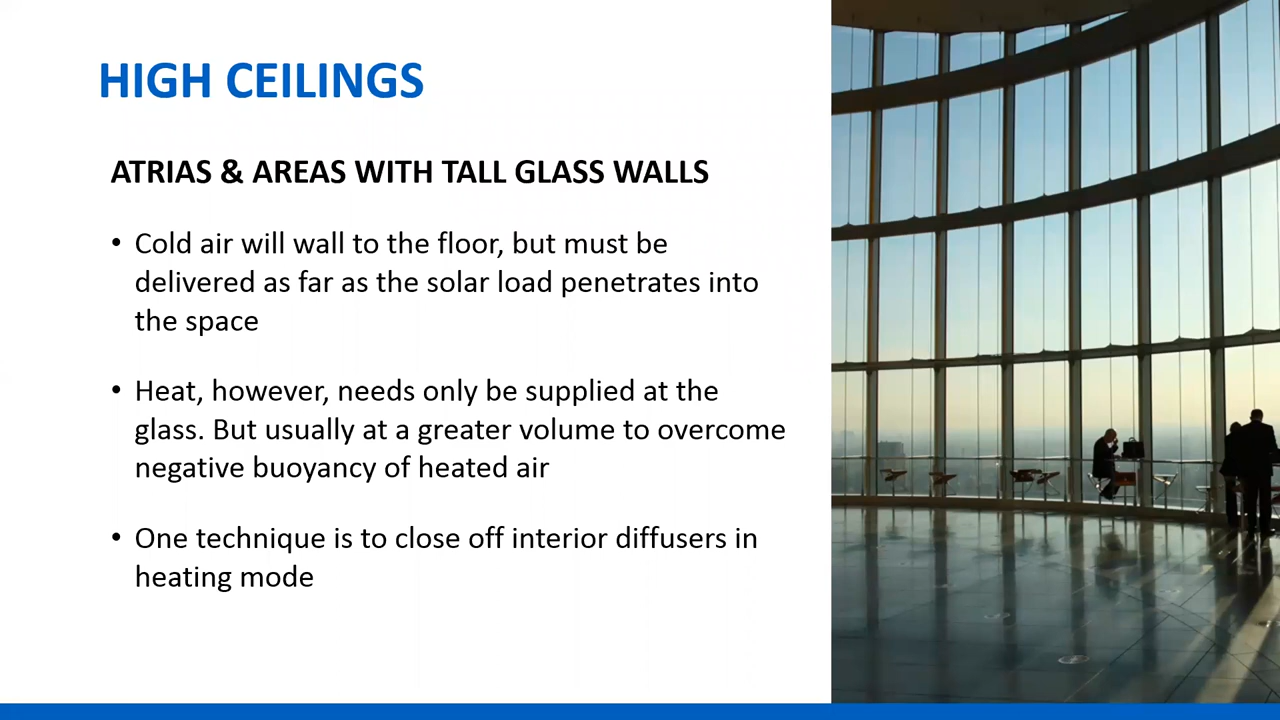 HIGH CEILINGS
ATRIAS & AREAS WITH TALL GLASS WALLS
• Cold air will wall to the floor, but must be
delivered as far as the solar load penetrates into
the space
• Heat, however, needs only be supplied at the
glass. But usually at a greater volume to overcome
negative buoyancy of heated air
• One technique is to close off interior diffusers in
heating mode